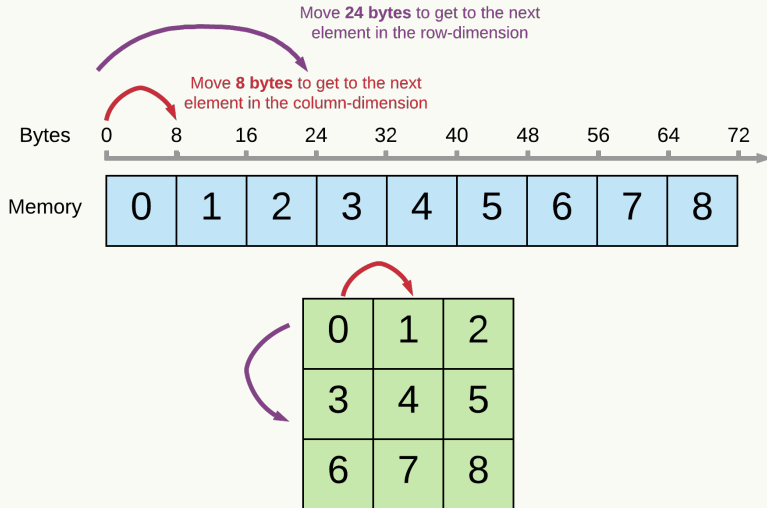 Move 24 bytes to get to the next
element in the row-dimension
Move 8 bytes to get to the next
element in the column-dimension
Bytes 0 8 16 24 32 40 48 56 64 72
Memory 0 1 2 3 4 5 6 7 8
0 1 2
3 4 5
6 7 8